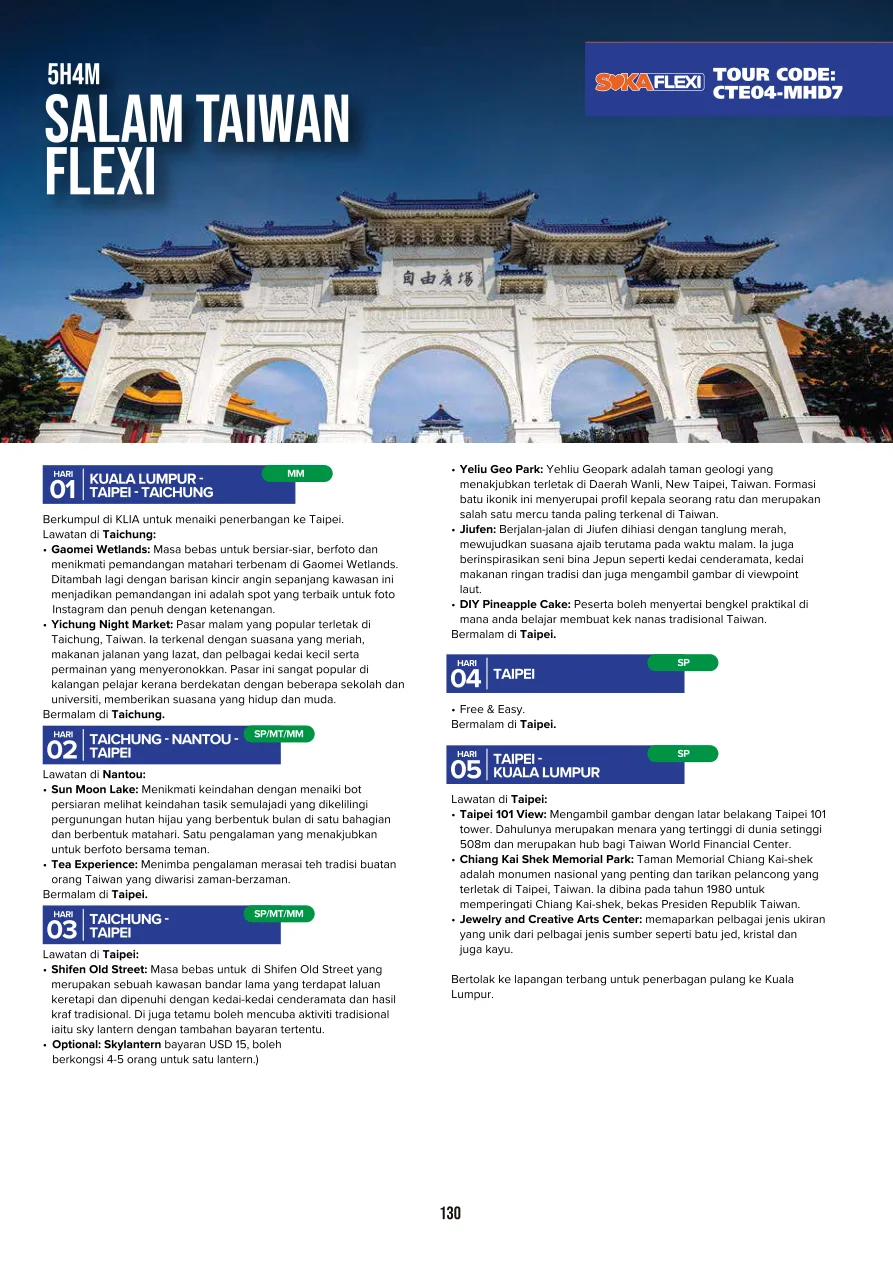 5H4M
SALAM TAIWAN
FLEXI
SUKA FLEXI
TOUR CODE:
CTE04-MHD7
自由廣場
HARI
01
KUALA LUMPUR -
TAIPEI - TAICHUNG
MM
Berkumpul di KLIA untuk menaiki penerbangan ke Taipei.
Lawatan di Taichung:
• Gaomei Wetlands: Masa bebas untuk bersiar-siar, berfoto dan
menikmati pemandangan matahari terbenam di Gaomei Wetlands.
Ditambah lagi dengan barisan kincir angin sepanjang kawasan ini
menjadikan pemandangan ini adalah spot yang terbaik untuk foto
Instagram dan penuh dengan ketenangan.
• Yichung Night Market: Pasar malam yang popular terletak di
Taichung, Taiwan. Ia terkenal dengan suasana yang meriah,
makanan jalanan yang lazat, dan pelbagai kedai kecil serta
permainan yang menyeronokkan. Pasar ini sangat popular di
kalangan pelajar kerana berdekatan dengan beberapa sekolah dan
universiti, memberikan suasana yang hidup dan muda.
Bermalam di Taichung.
HARI
02
TAICHUNG - NANTOU -
TAIPEI
SP/MT/MM
Lawatan di Nantou:
• Sun Moon Lake: Menikmati keindahan dengan menaiki bot
persiaran melihat keindahan tasik semulajadi yang dikelilingi
pergunungan hutan hijau yang berbentuk bulan di satu bahagian
dan berbentuk matahari. Satu pengalaman yang menakjubkan
untuk berfoto bersama teman.
• Tea Experience: Menimba pengalaman merasai teh tradisi buatan
orang Taiwan yang diwarisi zaman-berzaman.
Bermalam di Taipei.
HARI
03
TAICHUNG -
TAIPEI
SP/MT/MM
Lawatan di Taipei:
• Shifen Old Street: Masa bebas untuk di Shifen Old Street yang
merupakan sebuah kawasan bandar lama yang terdapat laluan
keretapi dan dipenuhi dengan kedai-kedai cenderamata dan hasil
kraf tradisional. Di juga tetamu boleh mencuba aktiviti tradisional
iaitu sky lantern dengan tambahan bayaran tertentu.
• Optional: Skylantern bayaran USD 15, boleh
berkongsi 4-5 orang untuk satu lantern.)
• Yeliu Geo Park: Yehliu Geopark adalah taman geologi yang
menakjubkan terletak di Daerah Wanli, New Taipei, Taiwan. Formasi
batu ikonik ini menyerupai profil kepala seorang ratu dan merupakan
salah satu mercu tanda paling terkenal di Taiwan.
• Jiufen: Berjalan-jalan di Jiufen dihiasi dengan tanglung merah,
mewujudkan suasana ajaib terutama pada waktu malam. Ia juga
berinspirasikan seni bina Jepun seperti kedai cenderamata, kedai
makanan ringan tradisi dan juga mengambil gambar di viewpoint
laut.
• DIY Pineapple Cake: Peserta boleh menyertai bengkel praktikal di
mana anda belajar membuat kek nanas tradisional Taiwan.
Bermalam di Taipei.
HARI
04
TAIPEI
SP
• Free & Easy.
Bermalam di Taipei.
HARI
05
TAIPEI -
KUALA LUMPUR
SP
Lawatan di Taipei:
• Taipei 101 View: Mengambil gambar dengan latar belakang Taipei 101
tower. Dahulunya merupakan menara yang tertinggi di dunia setinggi
508m dan merupakan hub bagi Taiwan World Financial Center.
• Chiang Kai Shek Memorial Park: Taman Memorial Chiang Kai-shek
adalah monumen nasional yang penting dan tarikan pelancong yang
terletak di Taipei, Taiwan. Ia dibina pada tahun 1980 untuk
memperingati Chiang Kai-shek, bekas Presiden Republik Taiwan.
• Jewelry and Creative Arts Center: memaparkan pelbagai jenis ukiran
yang unik dari pelbagai jenis sumber seperti batu jed, kristal dan
juga kayu.
Bertolak ke lapangan terbang untuk penerbagan pulang ke Kuala
Lumpur.
130